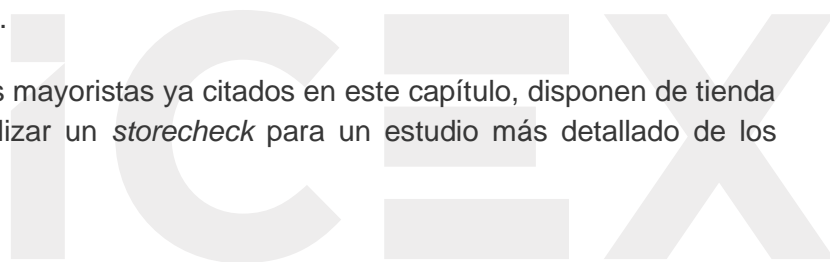 .
s mayoristas ya citados en este capítulo, disponen de tienda
lizar un storecheck para un estudio más detallado de los
iCEX